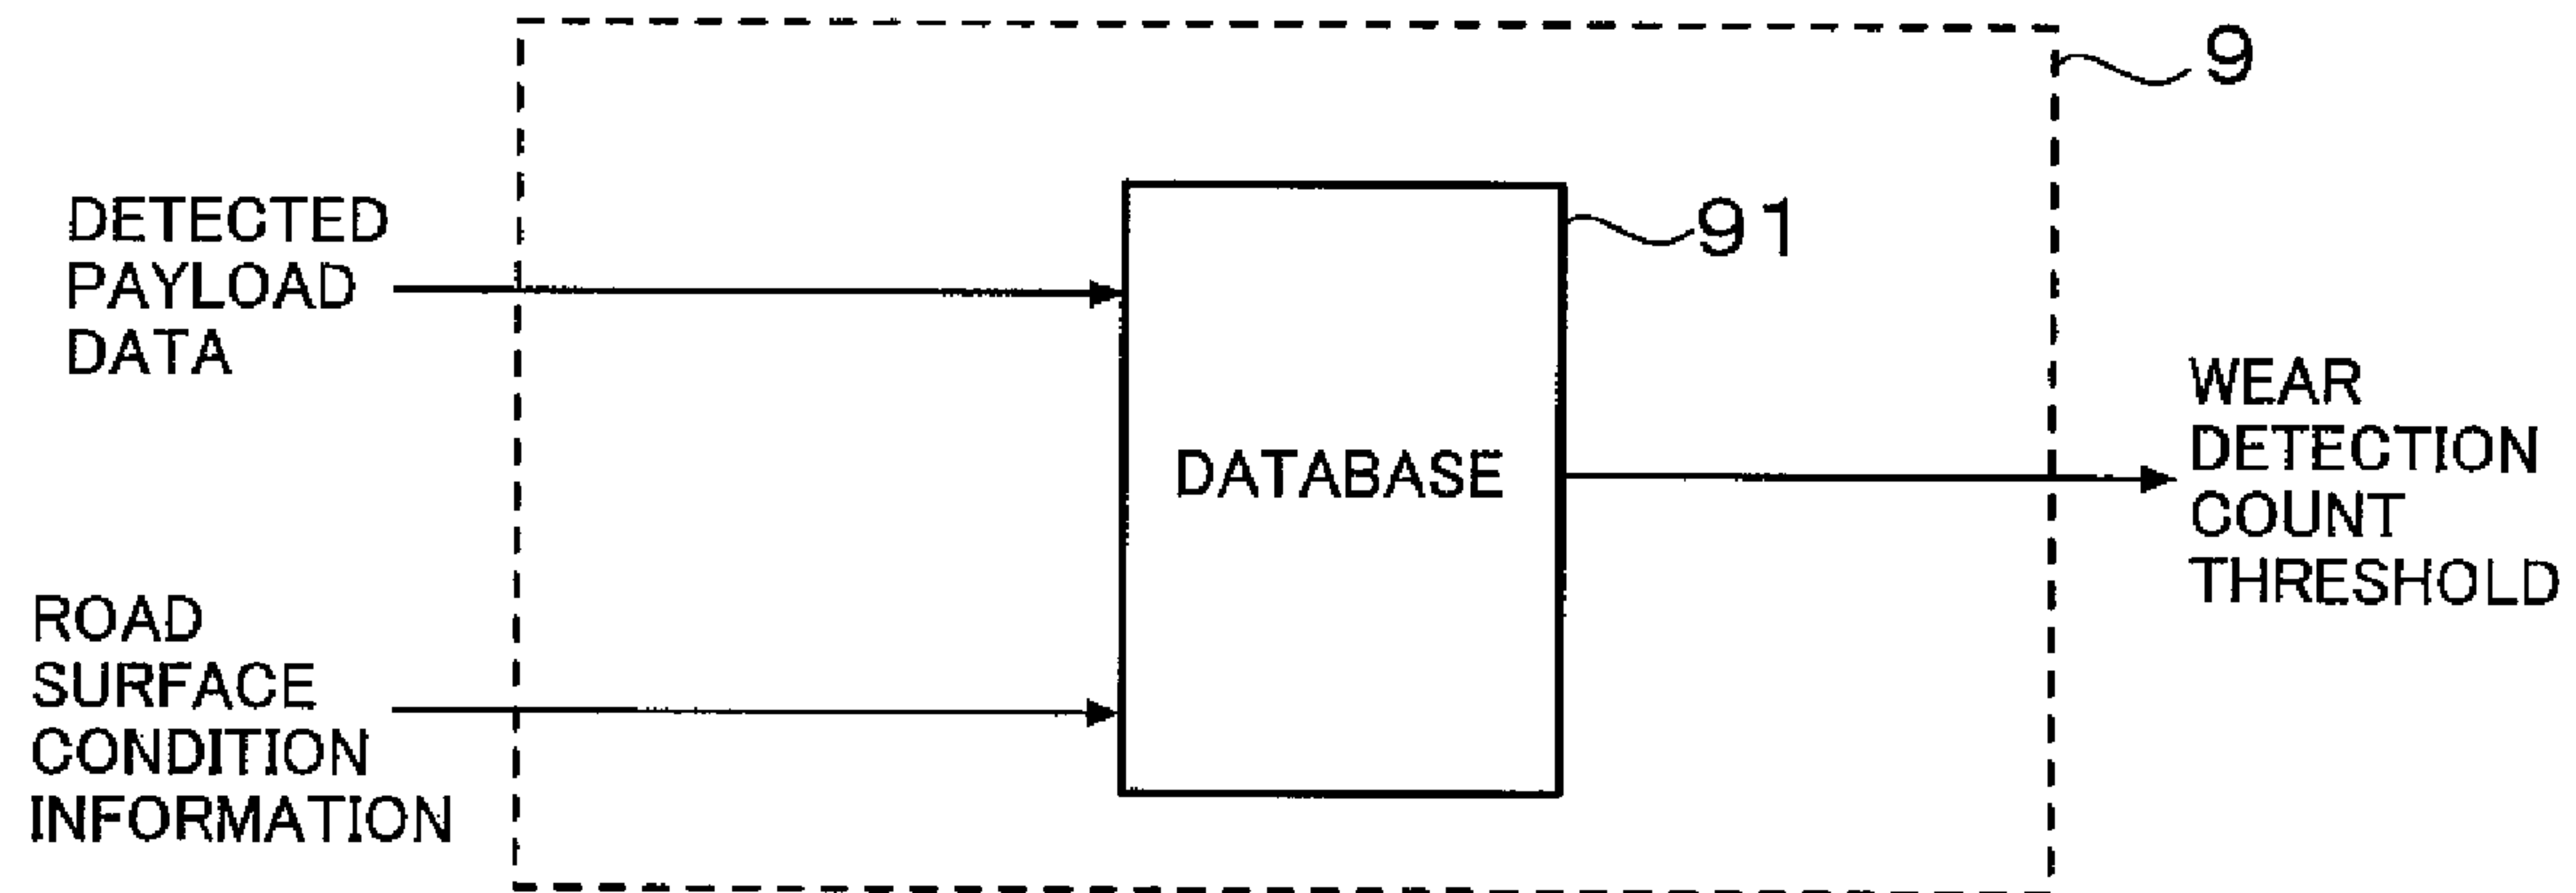 9
DETECTED
PAYLOAD
DATA
91
DATABASE
WEAR
DETECTION
COUNT
THRESHOLD
ROAD
SURFACE
CONDITION
INFORMATION